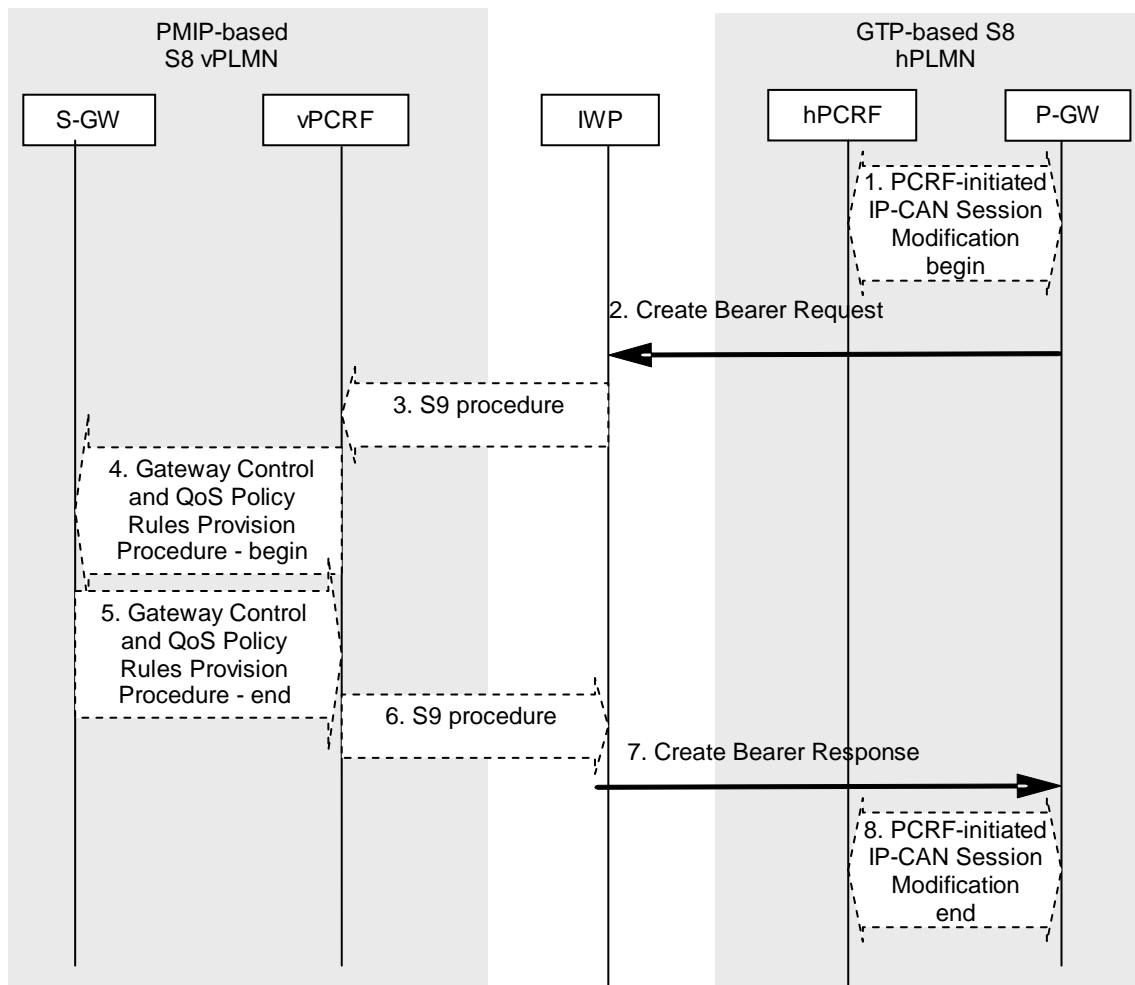 PMIP-based
S8 vPLMN
GTP-based S8
hPLMN
S-GW
vPCRF
IWP
hPCRF
P-GW
1. PCRF-initiated
IP-CAN Session
Modification
begin
2. Create Bearer Request
3. S9 procedure
4. Gateway Control
and QoS Policy
Rules Provision
Procedure - begin
5. Gateway Control
and QoS Policy
Rules Provision
Procedure - end
6. S9 procedure
7. Create Bearer Response
8. PCRF-initiated
IP-CAN Session
Modification
end